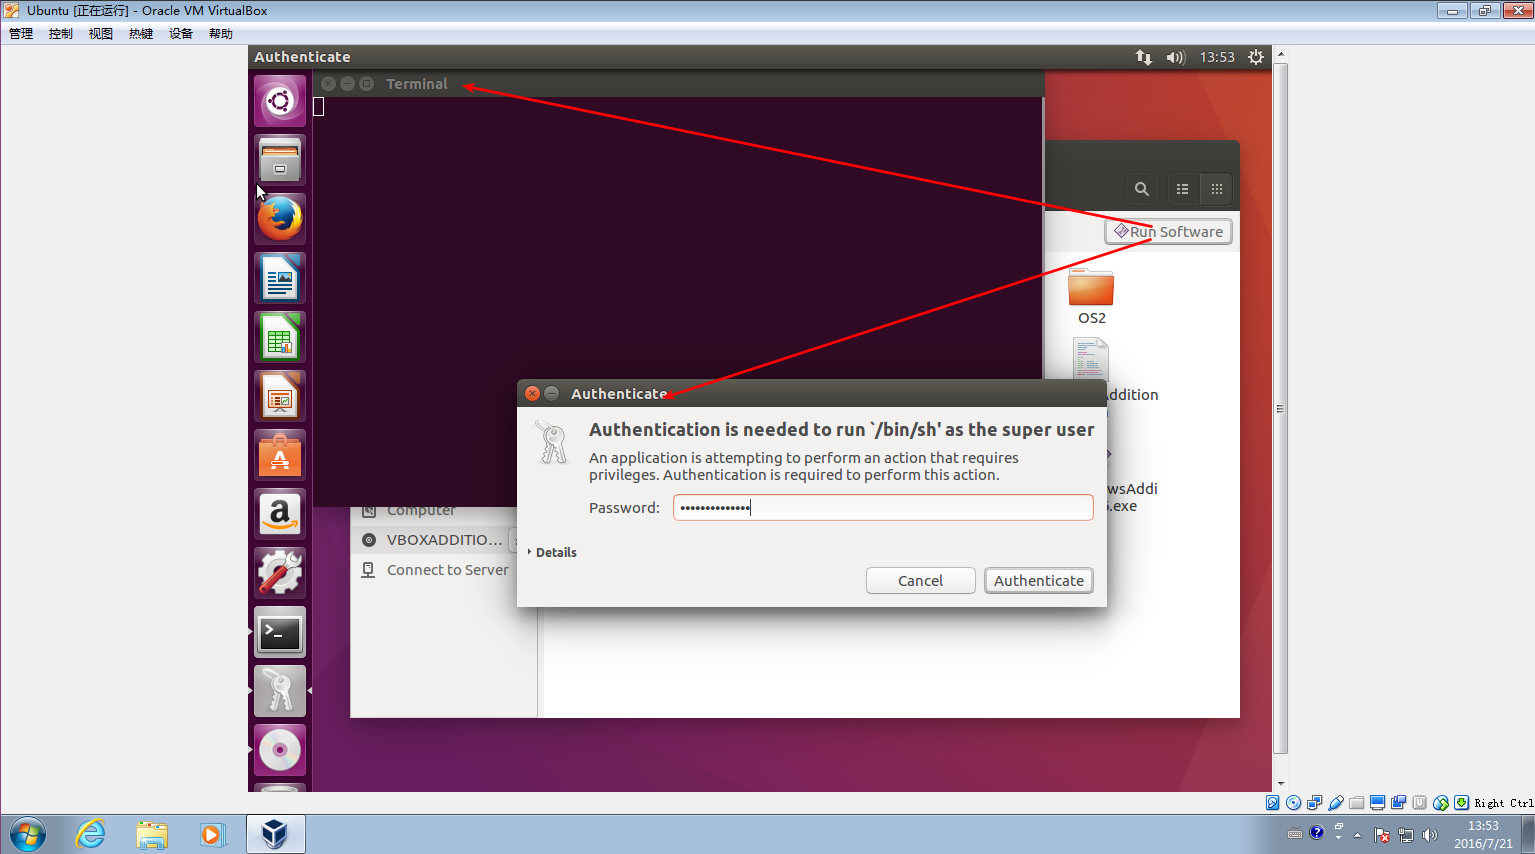 Ubuntu [正在运行] - Oracle VM VirtualBox
管理 控制 视图 热键 设备 帮助
Authenticate
13:53
Terminal
Run Software
OS2
ddition
wsAddi
.exe
Authenticate
Authentication is needed to run `/bin/sh' as the super user
An application is attempting to perform an action that requires
privileges. Authentication is required to perform this action.
Password: ••••••••••••••
Details
Cancel Authenticate
Computer
VBOXADDITIO...
Connect to Server
Right Ctrl
13:53
2016/7/21